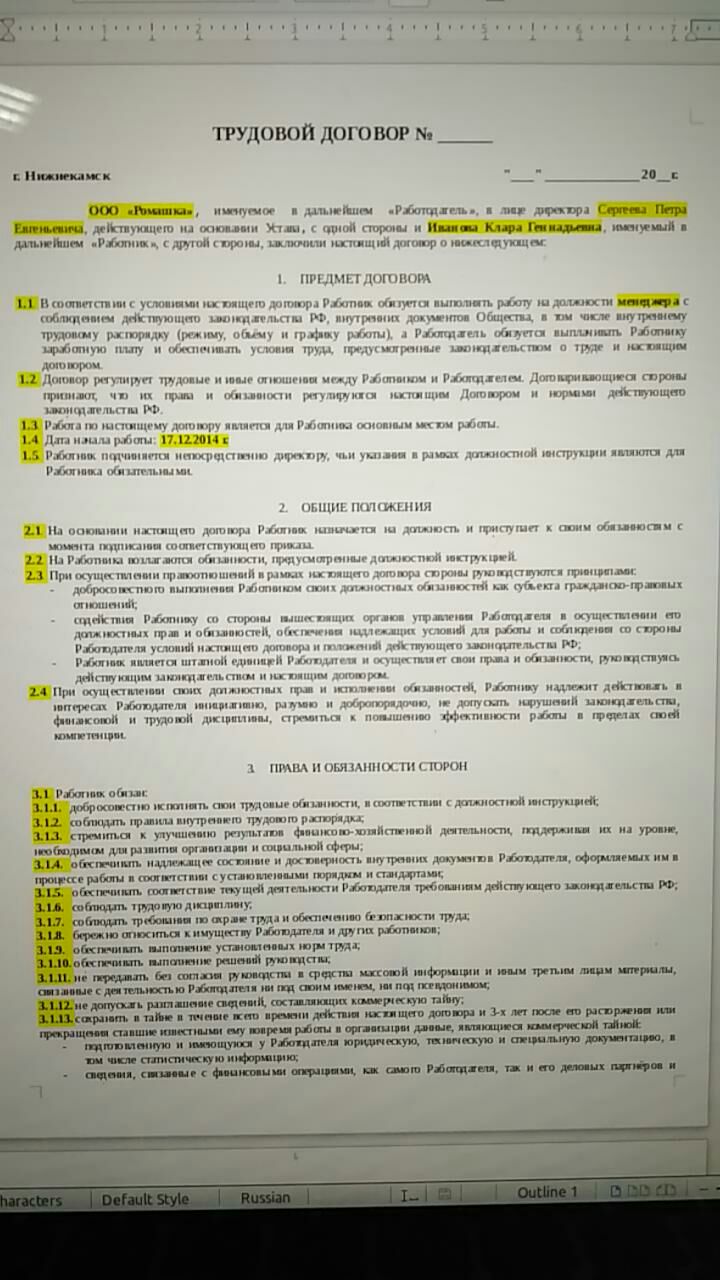 ТРУДОВОЙ ДОГОВОР № ______
г. Нижнекамск "___" ____________20__г.
ООО «Ромашка», именуемое в дальнейшем «Работодатель», в лице директора Сергеева Петра
Евгеньевича, действующего на основании Устава, с одной стороны и Иванова Клара Геннадьевна, именуемый в
дальнейшем «Работник», с другой стороны, заключили настоящий договор о нижеследующем:
1. ПРЕДМЕТ ДОГОВОРА
1.1. В соответствии с условиями настоящего договора Работник обязуется выполнять работу на должности менеджера с
соблюдением действующего законодательства РФ, внутренних документов Общества, в том числе внутреннему
трудовому распорядку (режиму, объёму и графику работы), а Работодатель обязуется выплачивать Работнику
заработную плату и обеспечивать условия труда, предусмотренные законодательством о труде и настоящим
договором.
1.2. Договор регулирует трудовые и иные отношения между Работником и Работодателем. Договаривающиеся стороны
признают, что их права и обязанности регулируются настоящим Договором и нормами действующего
законодательства РФ.
1.3. Работа по настоящему договору является для Работника основным местом работы.
1.4. Дата начала работы: 17.12.2014 г.
1.5. Работник подчиняется непосредственно директору, чьи указания в рамках должностной инструкции являются для
Работника обязательными.
2. ОБЩИЕ ПОЛОЖЕНИЯ
2.1. На основании настоящего договора Работник назначается на должность и приступает к своим обязанностям с
момента подписания соответствующего приказа.
2.2. На Работника возлагаются обязанности, предусмотренные должностной инструкцией.
2.3. При осуществлении правоотношений в рамках настоящего договора стороны руководствуются принципами:
- добросовестного выполнения Работником своих должностных обязанностей как субъекта гражданско-правовых
отношений;
- содействия Работнику со стороны вышестоящих органов управления Работодателя в осуществлении его
должностных прав и обязанностей, обеспечения надлежащих условий для работы и соблюдения со стороны
Работодателя условий настоящего договора и положений действующего законодательства РФ;
- Работник является штатной единицей Работодателя и осуществляет свои права и обязанности, руководствуясь
действующим законодательством и настоящим договором.
2.4. При осуществлении своих должностных прав и исполнении обязанностей, Работнику надлежит действовать в
интересах Работодателя инициативно, разумно и добропорядочно, не допускать нарушений законодательства,
финансовой и трудовой дисциплины, стремиться к повышению эффективности работы в пределах своей
компетенции.
3. ПРАВА И ОБЯЗАННОСТИ СТОРОН
3.1. Работник обязан:
3.1.1. добросовестно исполнять свои трудовые обязанности, в соответствии с должностной инструкцией;
3.1.2. соблюдать правила внутреннего трудового распорядка;
3.1.3. стремиться к улучшению результатов финансово-хозяйственной деятельности, поддерживая их на уровне,
необходимом для развития организации и социальной сферы;
3.1.4. обеспечивать надлежащее состояние и достоверность внутренних документов Работодателя, оформляемых им в
процессе работы в соответствии с установленными порядком и стандартами;
3.1.5. обеспечивать соответствие текущей деятельности Работодателя требованиям действующего законодательства РФ;
3.1.6. соблюдать трудовую дисциплину;
3.1.7. соблюдать требования по охране труда и обеспечению безопасности труда;
3.1.8. бережно относиться к имуществу Работодателя и других работников;
3.1.9. обеспечивать выполнение установленных норм труда;
3.1.10. обеспечивать выполнение решений руководства;
3.1.11. не передавать без согласия руководства в средства массовой информации и иным третьим лицам материалы,
связанные с деятельностью Работодателя ни под своим именем, ни под псевдонимом;
3.1.12. не допускать разглашение сведений, составляющих коммерческую тайну;
3.1.13. сохранить в тайне в течение всего времени действия настоящего договора и 3-х лет после его расторжения или
прекращения ставшие известными ему вовремя работы в организации данные, являющиеся коммерческой тайной:
- подготовленную и имеющуюся у Работодателя юридическую, техническую и специальную документацию, в
том числе статистическую информацию;
- сведения, связанные с финансовыми операциями, как самого Работодателя, так и его деловых партнёров и
haracters Default Style Russian Outline 1